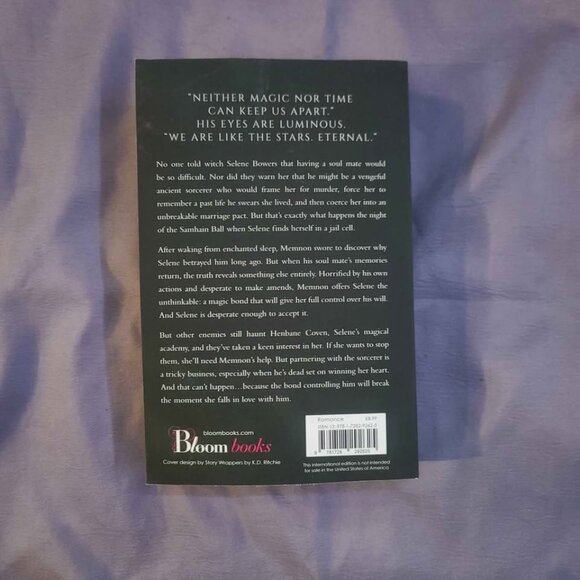 "NEITHER MAGIC NOR TIME
CAN KEEP US APART."
HIS EYES ARE LUMINOUS.
"WE ARE LIKE THE STARS. ETERNAL."
No one told witch Selene Bowers that having a soul mate would
be so difficult. Nor did they warn her that he might be a vengeful
ancient sorcerer who would frame her for murder, force her to
remember a past life he swears she lived, and then coerce her into an
unbreakable marriage pact. But that's exactly what happens the night
of the Samhain Ball when Selene finds herself in a jail cell.
After waking from enchanted sleep, Memnon swore to discover why
Selene betrayed him long ago. But when his soul mate's memories
return, the truth reveals something else entirely. Horrified by his own
actions and desperate to make amends, Memnon offers Selene the
unthinkable: a magic bond that will give her full control over his will.
And Selene is desperate enough to accept it.
But other enemies still haunt Henbane Coven, Selene's magical
academy, and they've taken a keen interest in her. If she wants to stop
them, she'll need Memnon's help. But partnering with the sorcerer is
a tricky business, especially when he's dead set on winning her heart.
And that can't happen…because the bond controlling him will break
the moment she falls in love with him.
Romance
bloombooks.com
Bloom books
Cover design by Story Wrappers by K.D. Ritchie
This international edition is not intended
for sale in the United States of America